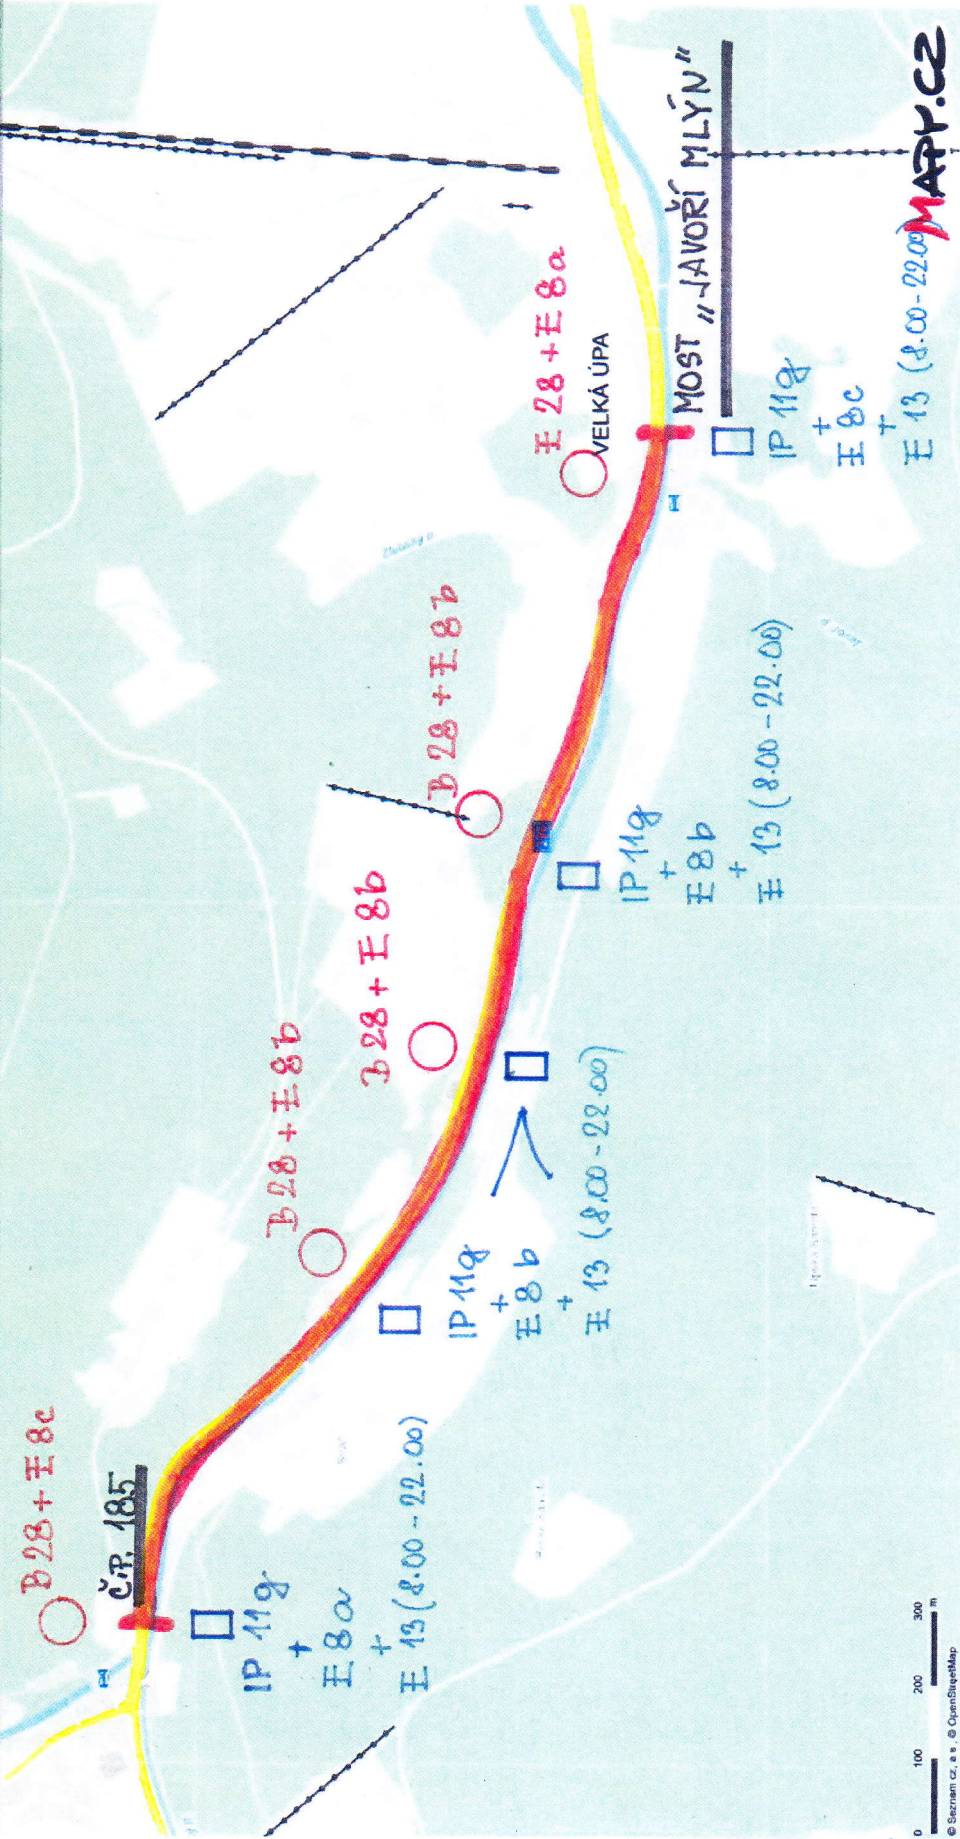 B28 + E 8c
Č.P. 185
IP 11g
+
E 8a
+
E 13 (8.00 - 22.00)
B 28 + E 8b
IP 11g
+
E 8b
+
E 13 (8.00 - 22.00)
B 28 + E 8b
B 28 + E 8b
IP 11g
+
E 8b
+
E 13 (8.00 - 22.00)
E 28 + E 8a
VELKÁ ÚPA
MOST „JAVOŘÍ MLÝN"
IP 11g
+
E 8c
+
E 13 (8.00 - 22.00)
MAPY.CZ
0 100 200 300
m
© Seznam.cz, a.s., © OpenStreetMap